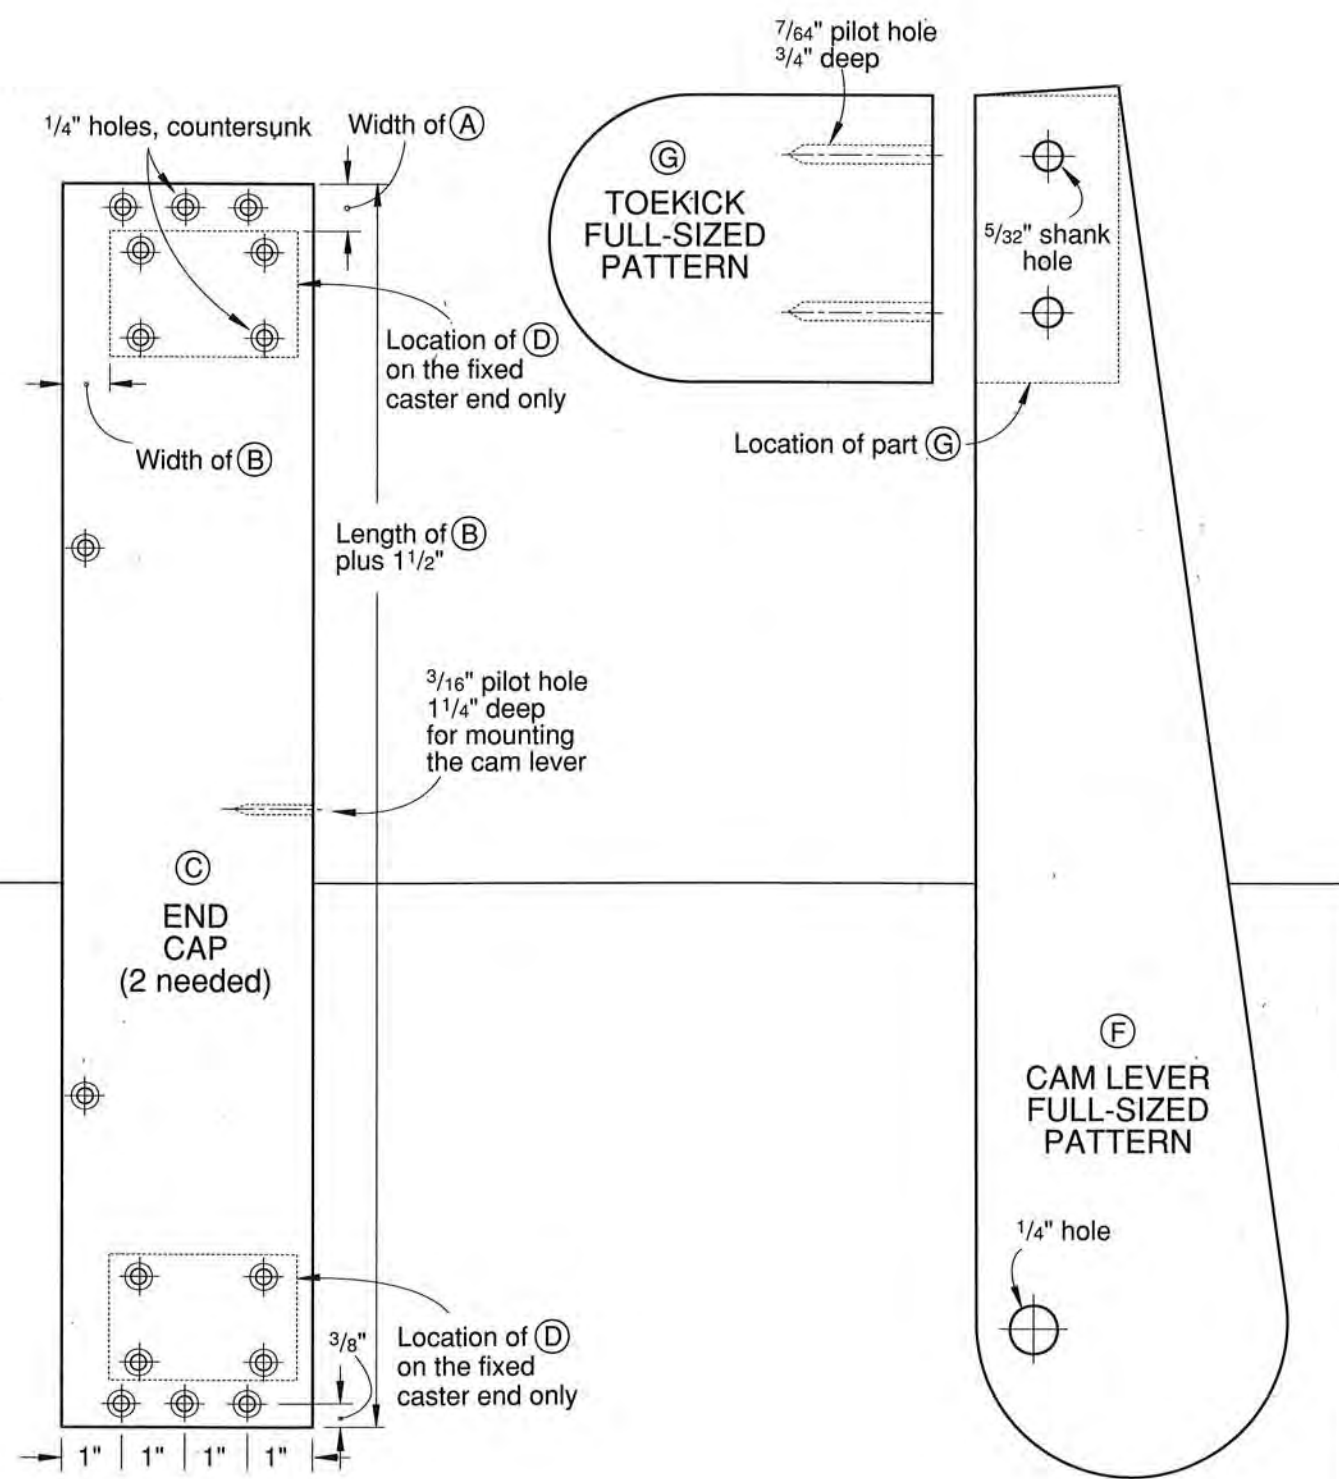 7/64" pilot hole
3/4" deep
1/4" holes, countersunk
Width of Ⓐ
Ⓖ
TOEKICK
FULL-SIZED
PATTERN
5/32" shank
hole
Location of Ⓓ
on the fixed
caster end only
Width of Ⓑ
Location of part Ⓖ
Length of Ⓑ
plus 1 1/2"
3/16" pilot hole
1 1/4" deep
for mounting
the cam lever
Ⓒ
END
CAP
(2 needed)
Ⓕ
CAM LEVER
FULL-SIZED
PATTERN
1/4" hole
3/8"
Location of Ⓓ
on the fixed
caster end only
1" 1" 1" 1"